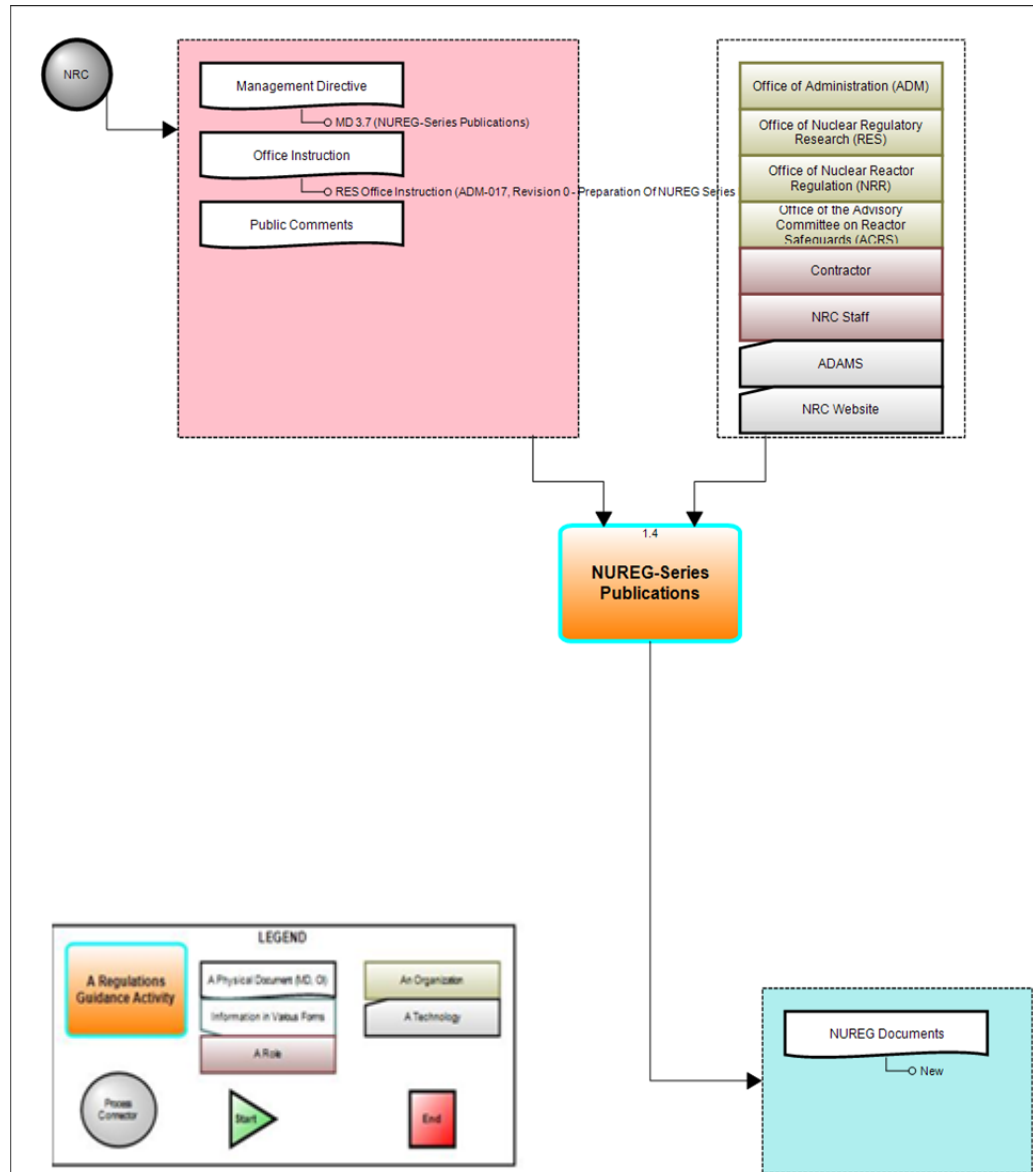 NRC
Management Directive
MD 3.7 (NUREG-Series Publications)
Office Instruction
RES Office Instruction (ADM-017, Revision 0 - Preparation Of NUREG Series
Public Comments
Office of Administration (ADM)
Office of Nuclear Regulatory
Research (RES)
Office of Nuclear Reactor
Regulation (NRR)
Office of the Advisory
Committee on Reactor
Safeguards (ACRS)
Contractor
NRC Staff
ADAMS
NRC Website
1.4
NUREG-Series
Publications
LEGEND
A Regulations
Guidance Activity
A Physical Document (MD, OI)
Information in Various Forms
A Role
An Organization
A Technology
Process
Connector
Start
End
NUREG Documents
New